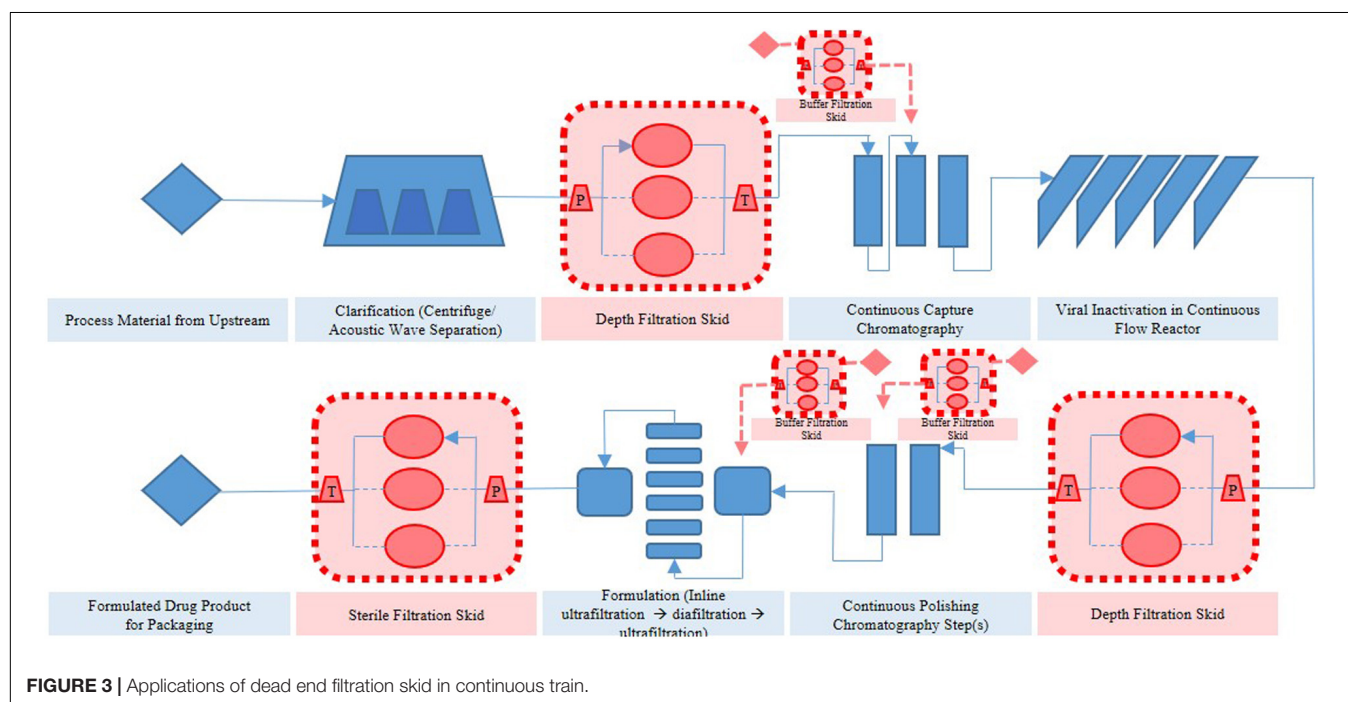 Buffer Filtration
Skid
P
T
Process Material from Upstream
Clarification (Centrifuge/
Acoustic Wave Separation)
Depth Filtration Skid
Continuous Capture
Chromatography
Viral Inactivation in Continuous
Flow Reactor
Buffer Filtration
Skid
Buffer Filtration
Skid
T
P
T
P
Formulated Drug Product
for Packaging
Sterile Filtration Skid
Formulation (Inline
ultrafiltration → diafiltration →
ultrafiltration)
Continuous Polishing
Chromatography Step(s)
Depth Filtration Skid
FIGURE 3 | Applications of dead end filtration skid in continuous train.